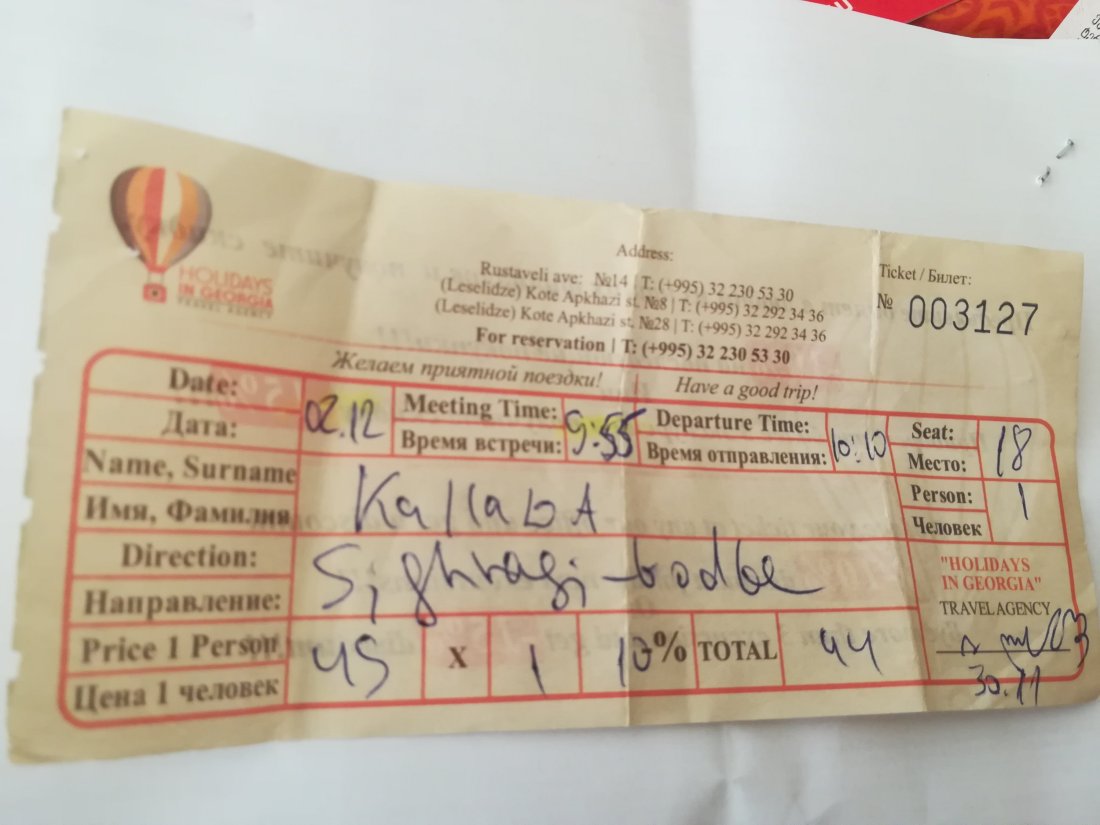 HOLIDAYS
IN GEORGIA
TRAVEL AGENCY
Address:
Rustaveli ave: №14 | T: (+995) 32 230 53 30
(Leselidze) Kote Apkhazi st. №8 | T: (+995) 32 292 34 36
(Leselidze) Kote Apkhazi st. №28 | T: (+995) 32 292 34 36
For reservation | T: (+995) 32 230 53 30
Ticket / Билет:
№ 003127
Желаем приятной поездки! Have a good trip!
Date:
Дата:
02.12
Meeting Time:
Время встречи:
9:55
Departure Time:
Время отправления:
10:10
Seat:
Место:
18
Name, Surname
Имя, Фамилия
Person:
Человек
1
Direction:
Направление:
Sighnagi-bodbe
"HOLIDAYS
IN GEORGIA"
TRAVEL AGENCY
30.11
Price 1 Person
Цена 1 человек
45 X 1 10% TOTAL 44